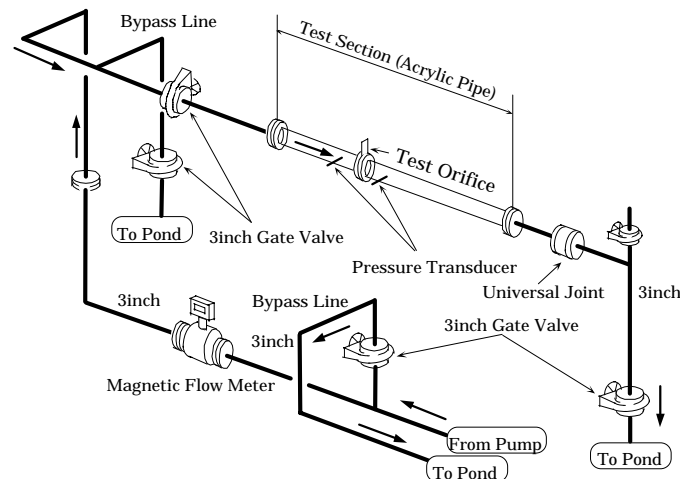 Bypass Line
Test Section (Acrylic Pipe)
Test Orifice
To Pond
3inch Gate Valve
Pressure Transducer
Universal Joint
3inch
3inch
Bypass Line
3inch
3inch Gate Valve
Magnetic Flow Meter
From Pump
To Pond
To Pond